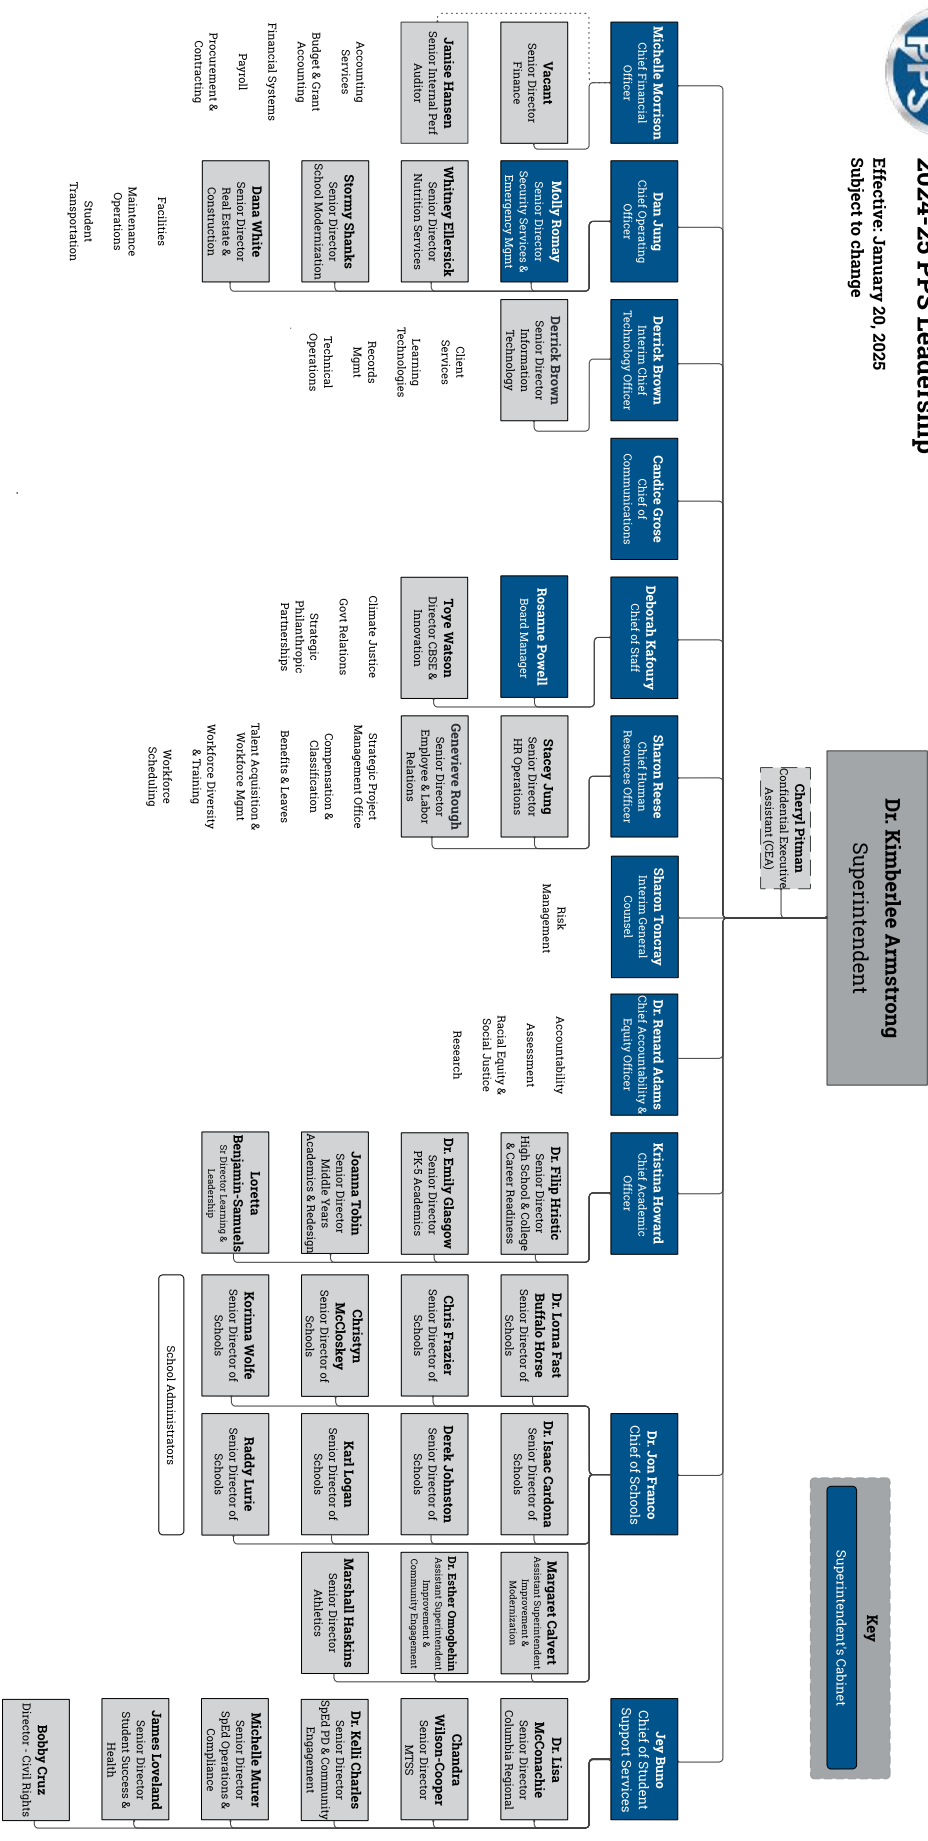 PPS
2024-25 PPS Leadership
Effective: January 20, 2025
Subject to change
Dr. Kimberlee Armstrong
Superintendent
Key
Superintendent's Cabinet
Cheryl Pitman
Confidential Executive
Assistant (CEA)
Michelle Morrison
Chief Financial
Officer
Vacant
Senior Director
Finance
Janise Hansen
Senior Internal Perf
Auditor
Accounting
Services
Budget & Grant
Accounting
Financial Systems
Payroll
Procurement &
Contracting
Dan Jung
Chief Operating
Officer
Molly Romay
Senior Director
Security Services &
Emergency Mgmt
Whitney Ellersick
Senior Director
Nutrition Services
Stormy Shanks
Senior Director
School Modernization
Dana White
Senior Director
Real Estate &
Construction
Facilities
Maintenance
Operations
Student
Transportation
Derrick Brown
Interim Chief
Technology Officer
Derrick Brown
Senior Director
Information
Technology
Client
Services
Learning
Technologies
Records
Mgmt
Technical
Operations
Candice Grose
Chief of
Communications
Deborah Kafoury
Chief of Staff
Rosanne Powell
Board Manager
Toye Watson
Director CBSE &
Innovation
Climate Justice
Govt Relations
Strategic
Philanthropic
Partnerships
Sharon Reese
Chief Human
Resources Officer
Stacey Jung
Senior Director
HR Operations
Genevieve Rough
Senior Director
Employee & Labor
Relations
Strategic Project
Management Office
Compensation &
Classification
Benefits & Leaves
Talent Acquisition &
Workforce Mgmt
Workforce Diversity
& Training
Workforce
Scheduling
Sharon Toncray
Interim General
Counsel
Risk
Management
Dr. Renard Adams
Chief Accountability &
Equity Officer
Accountability
Assessment
Racial Equity &
Social Justice
Research
Kristina Howard
Chief Academic
Officer
Dr. Filip Hristic
Senior Director
High School & College
& Career Readiness
Dr. Emily Glasgow
Senior Director
PK-5 Academics
Joanna Tobin
Senior Director
Middle Years
Academics & Redesign
Loretta
Benjamin-Samuels
Sr Director Learning &
Leadership
Dr. Jon Franco
Chief of Schools
Dr. Lorna Fast
Buffalo Horse
Senior Director of
Schools
Chris Frazier
Senior Director of
Schools
Christyn
McCloskey
Senior Director of
Schools
Korinna Wolfe
Senior Director of
Schools
Dr. Isaac Cardona
Senior Director of
Schools
Derek Johnston
Senior Director of
Schools
Karl Logan
Senior Director of
Schools
Raddy Lurie
Senior Director of
Schools
School Administrators
Margaret Calvert
Assistant Superintendent
Improvement &
Modernization
Dr. Esther Omogbehin
Assistant Superintendent
Improvement &
Community Engagement
Marshall Haskins
Senior Director
Athletics
Jey Buno
Chief of Student
Support Services
Dr. Lisa
McConachie
Senior Director
Columbia Regional
Chandra
Wilson-Cooper
Senior Director
MTSS
Dr. Kelli Charles
Senior Director
SpEd PD & Community
Engagement
Michelle Murer
Senior Director
SpEd Operations &
Compliance
James Loveland
Senior Director
Student Success &
Health
Bobby Cruz
Director - Civil Rights